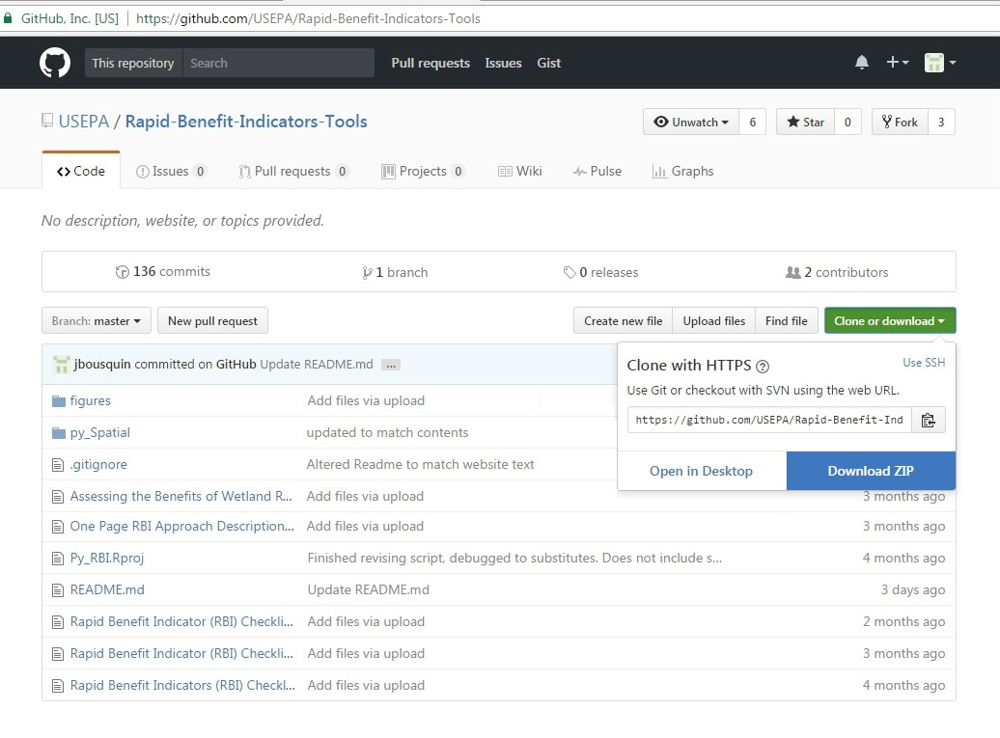 GitHub, Inc. [US] https://github.com/USEPA/Rapid-Benefit-Indicators-Tools
This repository Search Pull requests Issues Gist
USEPA / Rapid-Benefit-Indicators-Tools Unwatch 6 Star 0 Fork 3
Code Issues 0 Pull requests 0 Projects 0 Wiki Pulse Graphs
No description, website, or topics provided.
136 commits 1 branch 0 releases 2 contributors
Branch: master New pull request Create new file Upload files Find file Clone or download
jbousquin committed on GitHub Update README.md ...
Clone with HTTPS ? Use SSH
Use Git or checkout with SVN using the web URL.
https://github.com/USEPA/Rapid-Benefit-Ind
Open in Desktop Download ZIP
figures Add files via upload
py_Spatial updated to match contents
.gitignore Altered Readme to match website text
Assessing the Benefits of Wetland R... Add files via upload 3 months ago
One Page RBI Approach Description... Add files via upload 3 months ago
Py_RBI.Rproj Finished revising script, debugged to substitutes. Does not include s... 4 months ago
README.md Update README.md 3 days ago
Rapid Benefit Indicator (RBI) Checkli... Add files via upload 2 months ago
Rapid Benefit Indicator (RBI) Checkli... Add files via upload 3 months ago
Rapid Benefit Indicators (RBI) Checkl... Add files via upload 4 months ago